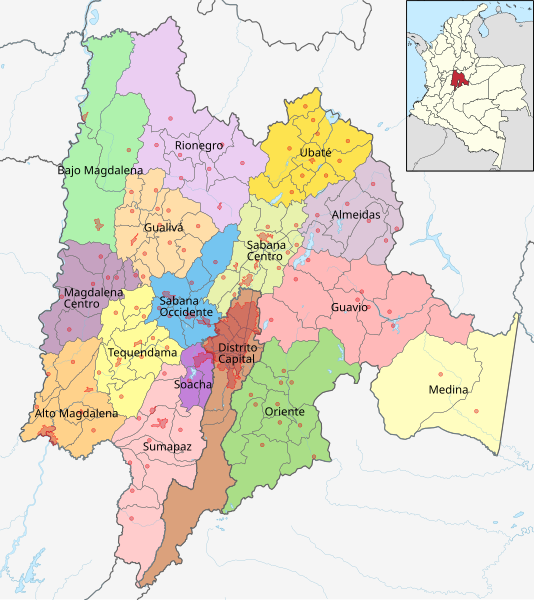 Rionegro
Ubaté
Bajo Magdalena
Almeidas
Gualivá
Sabana
Centro
Magdalena
Centro
Sabana
Occidente
Guavio
Tequendama
Distrito
Capital
Soacha
Medina
Alto Magdalena
Oriente
Sumapaz